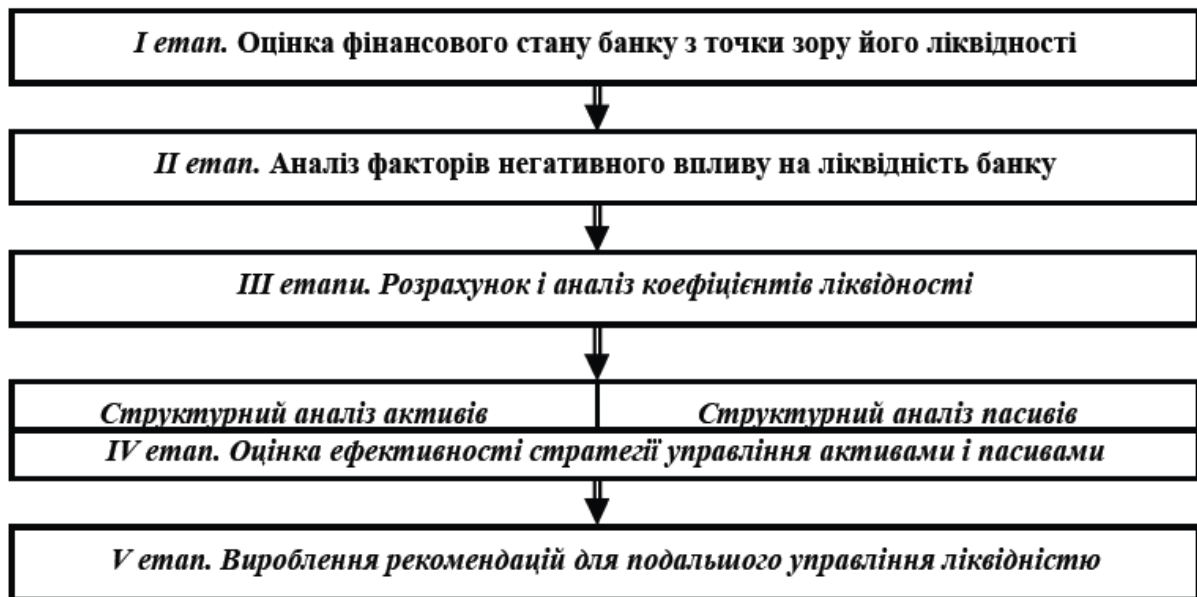 I етап. Оцінка фінансового стану банку з точки зору його ліквідності
II етап. Аналіз факторів негативного впливу на ліквідність банку
III етапи. Розрахунок і аналіз коефіцієнтів ліквідності
Структурний аналіз активів
Структурний аналіз пасивів
IV етап. Оцінка ефективності стратегії управління активами і пасивами
V етап. Вироблення рекомендацій для подальшого управління ліквідністю